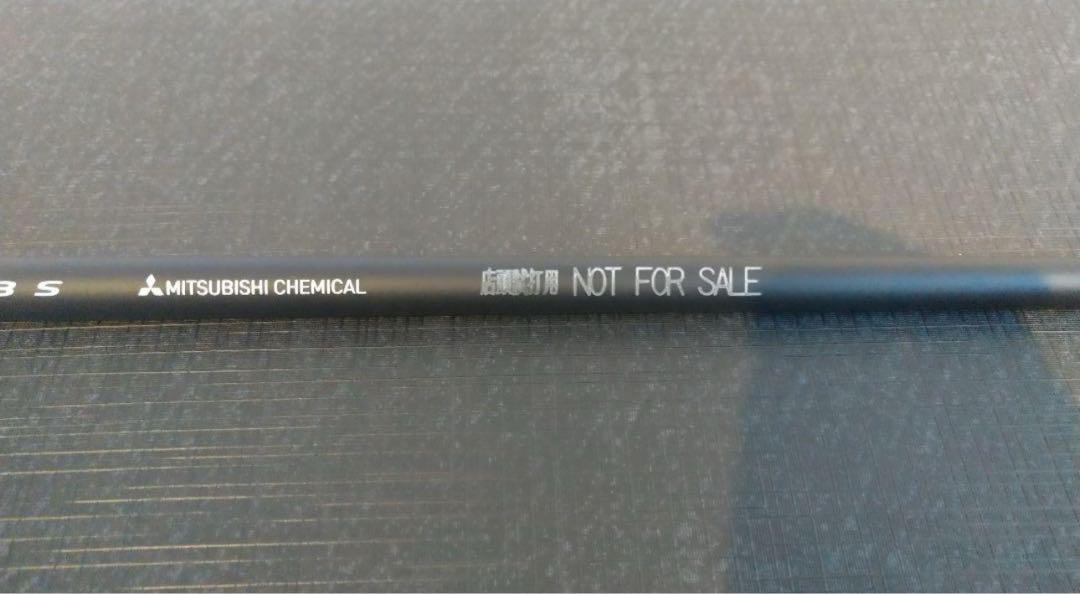 S MITSUBISHI CHEMICAL 店頭試打用 NOT FOR SALE